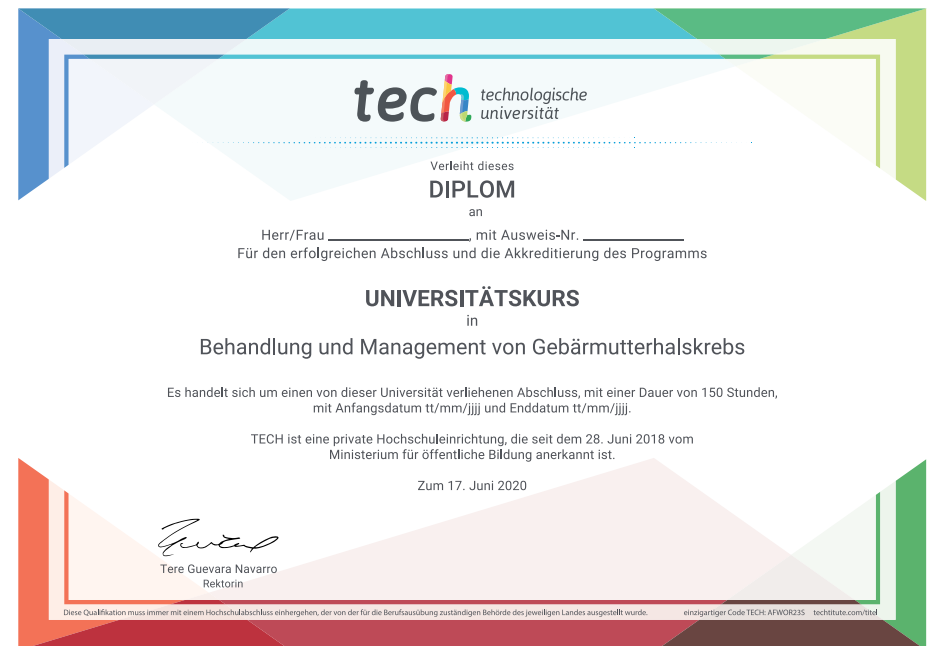 tech technologische
universität
Verleiht dieses
DIPLOM
an
Herr/Frau ____________, mit Ausweis-Nr. ____________
Für den erfolgreichen Abschluss und die Akkreditierung des Programms
UNIVERSITÄTSKURS
in
Behandlung und Management von Gebärmutterhalskrebs
Es handelt sich um einen von dieser Universität verliehenen Abschluss, mit einer Dauer von 150 Stunden,
mit Anfangsdatum tt/mm/jjjj und Enddatum tt/mm/jjjj.
TECH ist eine private Hochschuleinrichtung, die seit dem 28. Juni 2018 vom
Ministerium für öffentliche Bildung anerkannt ist.
Zum 17. Juni 2020
Tere Guevara Navarro
Rektorin
Diese Qualifikation muss immer mit einem Hochschulabschluss einhergehen, der von der für die Berufsausübung zuständigen Behörde des jeweiligen Landes ausgestellt wurde. einzigartiger Code TECH: AFWOR23S techtitute.com/titel